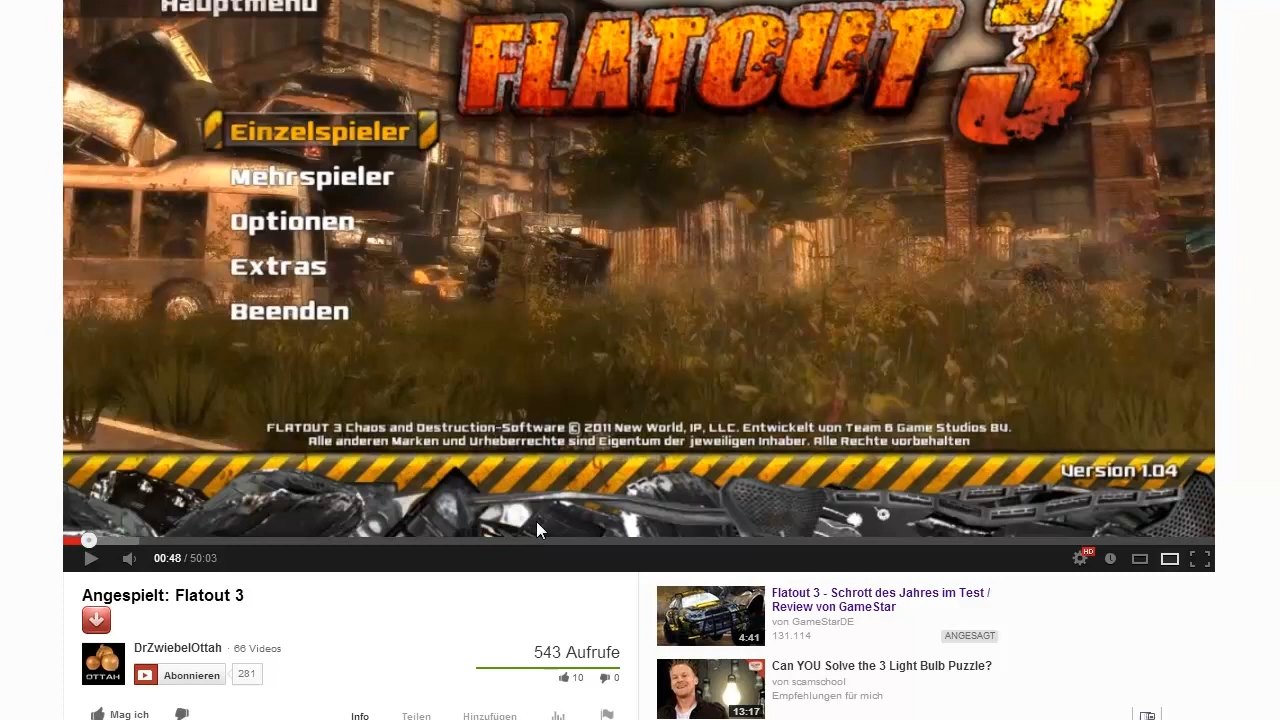 Hauptmenü
FLATOUT 3
Einzelspieler
Mehrspieler
Optionen
Extras
Beenden
FLATOUT 3 Chaos and Destruction-Software © 2011 New World, IP, LLC. Entwickelt von Team 6 Game Studios BV.
Alle anderen Marken und Urheberrechte sind Eigentum der jeweiligen Inhaber. Alle Rechte vorbehalten
Version 1.04
00:48 / 50:03
HD
Angespielt: Flatout 3
OTTAH
DrZwiebelOttah · 66 Videos
Abonnieren 281
543 Aufrufe
10 0
Mag ich
Info Teilen Hinzufügen
4:41
Flatout 3 - Schrott des Jahres im Test /
Review von GameStar
von GameStarDE
131.114 ANGESAGT
13:17
Can YOU Solve the 3 Light Bulb Puzzle?
von scamschool
Empfehlungen für mich